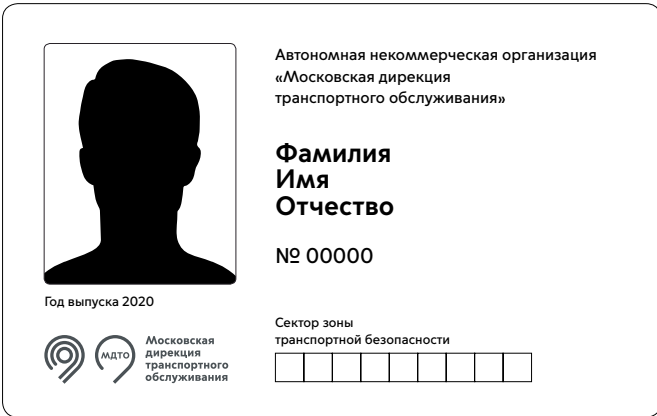 Автономная некоммерческая организация
«Московская дирекция
транспортного обслуживания»
Фамилия
Имя
Отчество
№ 00000
Год выпуска 2020
Сектор зоны
транспортной безопасности
МДТО
Московская
дирекция
транспортного
обслуживания